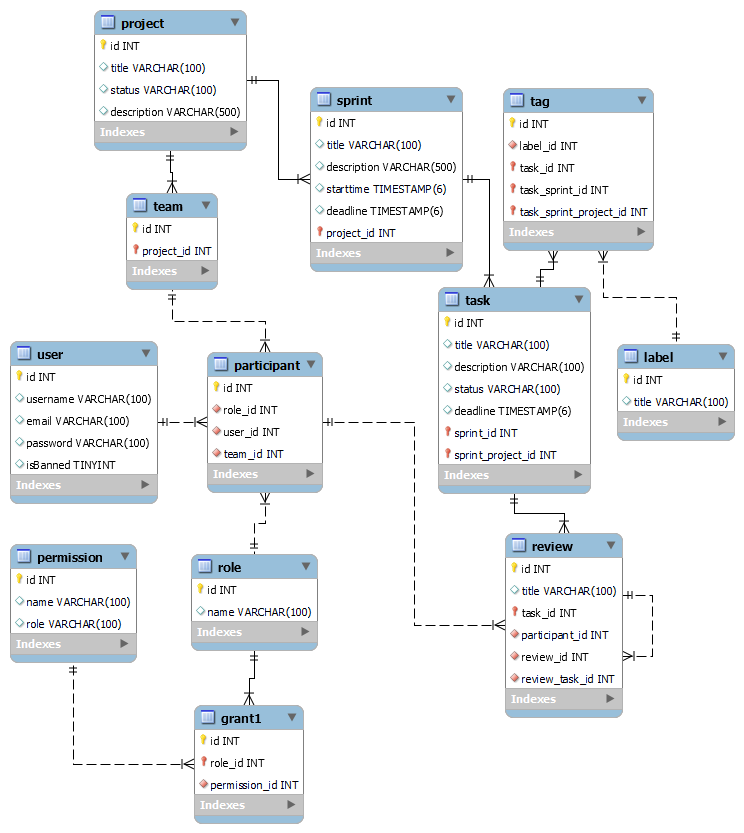 project
id INT
title VARCHAR(100)
status VARCHAR(100)
description VARCHAR(500)
Indexes
sprint
id INT
title VARCHAR(100)
description VARCHAR(500)
starttime TIMESTAMP(6)
deadline TIMESTAMP(6)
project_id INT
Indexes
tag
id INT
label_id INT
task_id INT
task_sprint_id INT
task_sprint_project_id INT
Indexes
team
id INT
project_id INT
Indexes
task
id INT
title VARCHAR(100)
description VARCHAR(100)
status VARCHAR(100)
deadline TIMESTAMP(6)
sprint_id INT
sprint_project_id INT
Indexes
label
id INT
title VARCHAR(100)
Indexes
user
id INT
username VARCHAR(100)
email VARCHAR(100)
password VARCHAR(100)
isBanned TINYINT
Indexes
participant
id INT
role_id INT
user_id INT
team_id INT
Indexes
permission
id INT
name VARCHAR(100)
role VARCHAR(100)
Indexes
role
id INT
name VARCHAR(100)
Indexes
review
id INT
title VARCHAR(100)
task_id INT
participant_id INT
review_id INT
review_task_id INT
Indexes
grant1
id INT
role_id INT
permission_id INT
Indexes